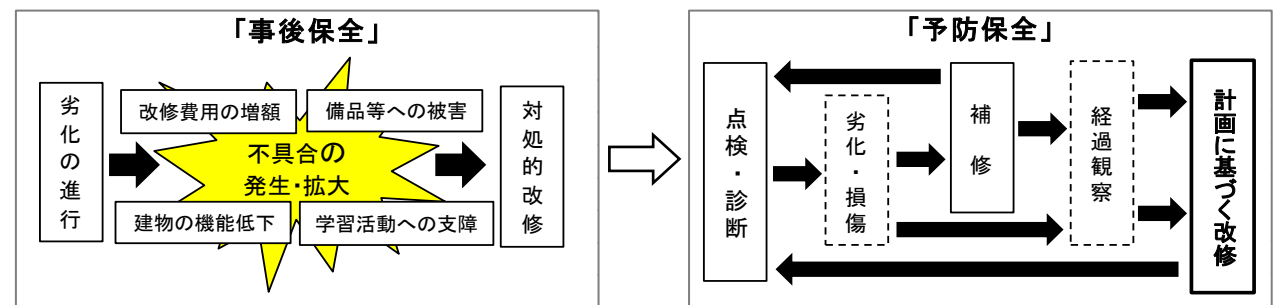 「事後保全」
劣化の進行
改修費用の増額
備品等への被害
不具合の
発生・拡大
建物の機能低下
学習活動への支障
対処的改修
「予防保全」
点検・診断
劣化・損傷
補修
経過観察
計画に基づく改修